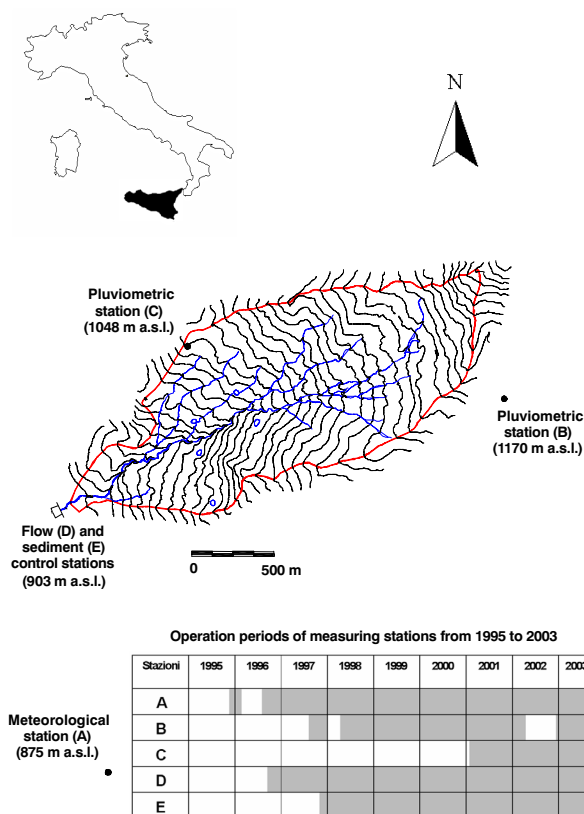 N
Pluviometric
station (C)
(1048 m a.s.l.)
Pluviometric
station (B)
(1170 m a.s.l.)
Flow (D) and
sediment (E)
control stations
(903 m a.s.l.)
0 500 m
Operation periods of measuring stations from 1995 to 2003
Stazioni 1995 1996 1997 1998 1999 2000 2001 2002 2003
A
B
C
D
E
Meteorological
station (A)
(875 m a.s.l.)